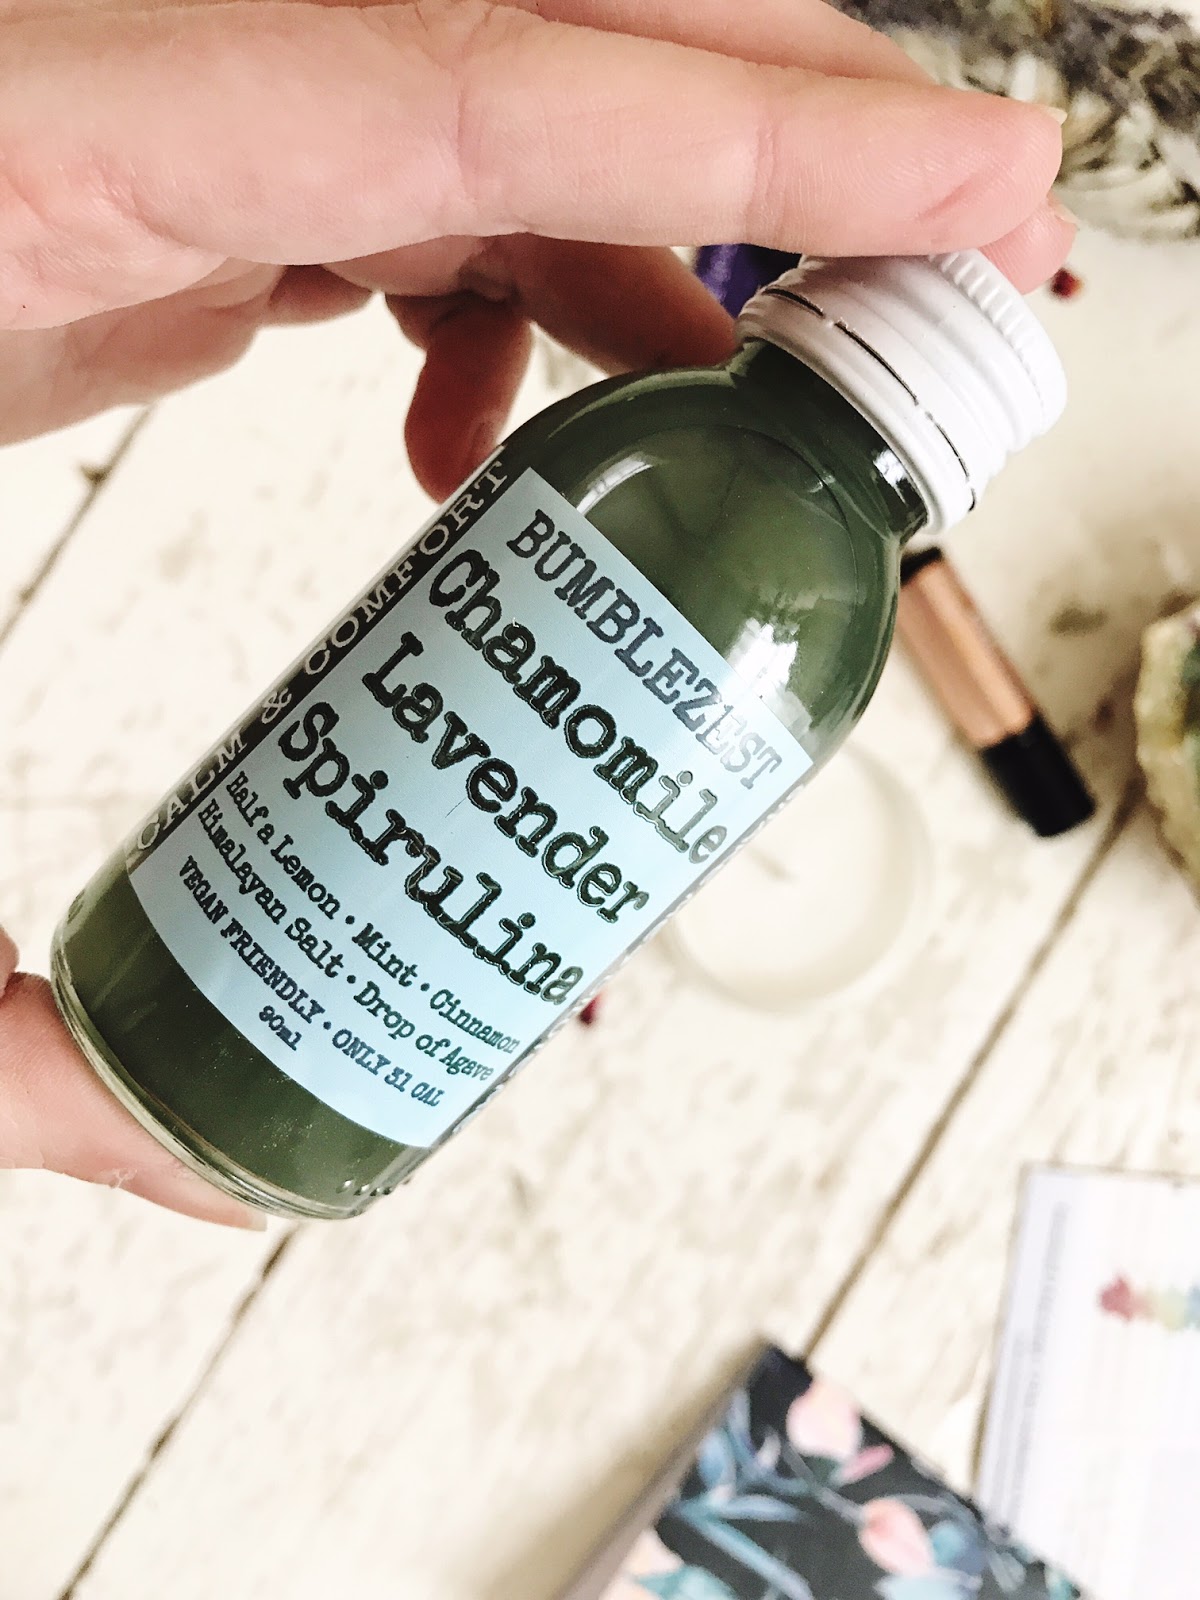 BUMBLEZEST
Chamomile
Lavender
Spirulina
Half a Lemon • Mint • Cinnamon
Himalayan Salt • Drop of Agave
VEGAN FRIENDLY • ONLY 31 CAL
90ml
CALM & COMFORT